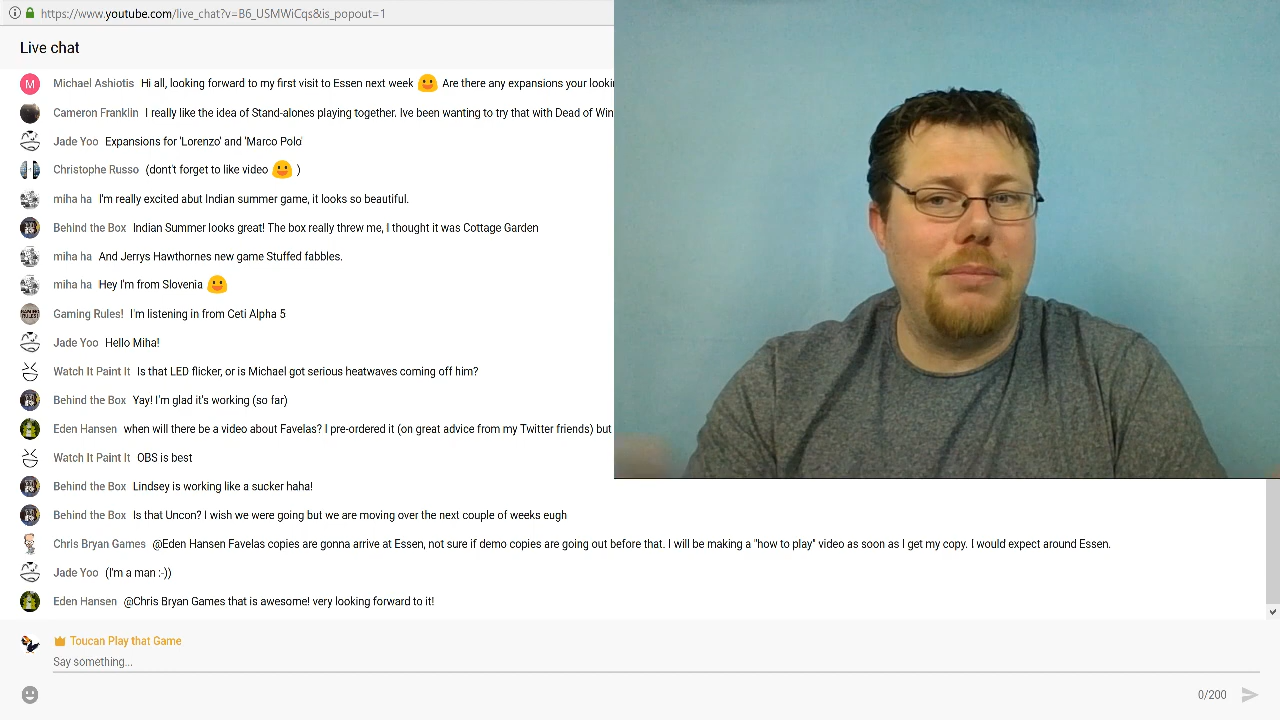 https://www.youtube.com/live_chat?v=B6_USMWiCqs&is_popout=1
Live chat
M Michael Ashiotis Hi all, looking forward to my first visit to Essen next week Are there any expansions your lookin
Cameron Franklin I really like the idea of Stand-alones playing together. Ive been wanting to try that with Dead of Win
Jade Yoo Expansions for 'Lorenzo' and 'Marco Polo'
Christophe Russo (don't forget to like video )
miha ha I'm really excited abut Indian summer game, it looks so beautiful.
Behind the Box Indian Summer looks great! The box really threw me, I thought it was Cottage Garden
miha ha And Jerrys Hawthornes new game Stuffed fabbles.
miha ha Hey I'm from Slovenia
Gaming Rules! I'm listening in from Ceti Alpha 5
Jade Yoo Hello Miha!
Watch It Paint It Is that LED flicker, or is Michael got serious heatwaves coming off him?
Behind the Box Yay! I'm glad it's working (so far)
Eden Hansen when will there be a video about Favelas? I pre-ordered it (on great advice from my Twitter friends) but
Watch It Paint It OBS is best
Behind the Box Lindsey is working like a sucker haha!
Behind the Box Is that Uncon? I wish we were going but we are moving over the next couple of weeks eugh
Chris Bryan Games @Eden Hansen Favelas copies are gonna arrive at Essen, not sure if demo copies are going out before that. I will be making a "how to play" video as soon as I get my copy. I would expect around Essen.
Jade Yoo (I'm a man :-))
Eden Hansen @Chris Bryan Games that is awesome! very looking forward to it!
Toucan Play that Game
Say something...
0/200